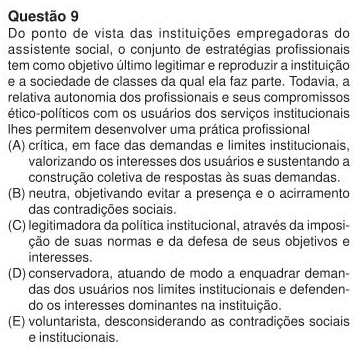 Questão 9
Do ponto de vista das instituições empregadoras do
assistente social, o conjunto de estratégias profissionais
tem como objetivo último legitimar e reproduzir a instituição
e a sociedade de classes da qual ela faz parte. Todavia, a
relativa autonomia dos profissionais e seus compromissos
ético-políticos com os usuários dos serviços institucionais
lhes permitem desenvolver uma prática profissional
(A) crítica, em face das demandas e limites institucionais,
valorizando os interesses dos usuários e sustentando a
construção coletiva de respostas às suas demandas.
(B) neutra, objetivando evitar a presença e o acirramento
das contradições sociais.
(C) legitimadora da política institucional, através da imposi-
ção de suas normas e da defesa de seus objetivos e
interesses.
(D) conservadora, atuando de modo a enquadrar deman-
das dos usuários nos limites institucionais e defenden-
do os interesses dominantes na instituição.
(E) voluntarista, desconsiderando as contradições sociais
e institucionais.